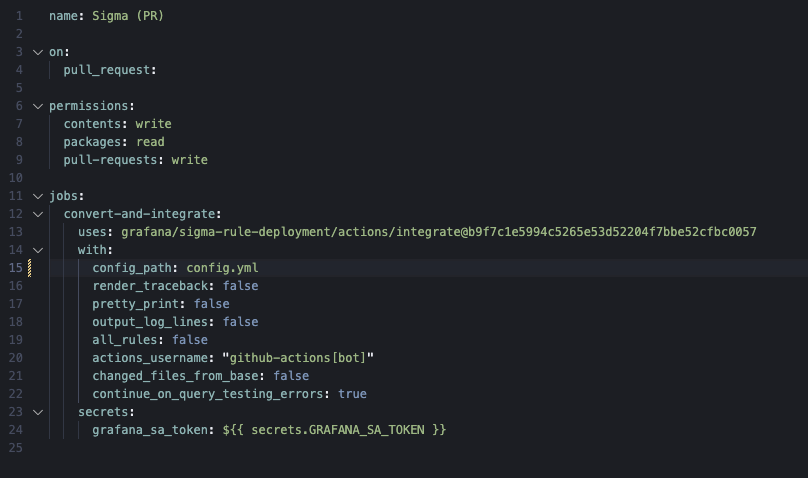 1 name: Sigma (PR)
2
3 on:
4 pull_request:
5
6 permissions:
7 contents: write
8 packages: read
9 pull-requests: write
10
11 jobs:
12 convert-and-integrate:
13 uses: grafana/sigma-rule-deployment/actions/integrate@b9f7c1e5994c5265e53d52204f7bbe52cfbc0057
14 with:
15 config_path: config.yml
16 render_traceback: false
17 pretty_print: false
18 output_log_lines: false
19 all_rules: false
20 actions_username: "github-actions[bot]"
21 changed_files_from_base: false
22 continue_on_query_testing_errors: true
23 secrets:
24 grafana_sa_token: ${{ secrets.GRAFANA_SA_TOKEN }}
25